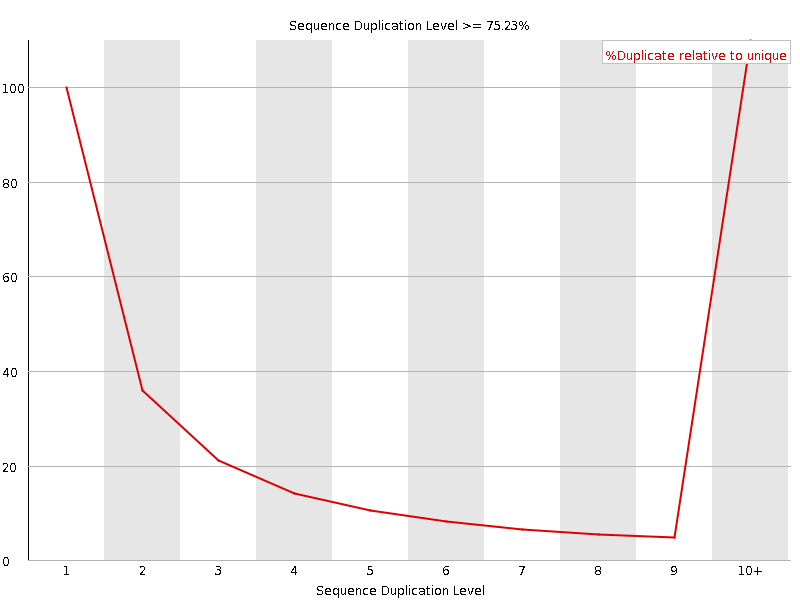 Sequence Duplication Level >= 75.23%
%Duplicate relative to unique
100
80
60
40
20
0
1 2 3 4 5 6 7 8 9 10+
Sequence Duplication Level